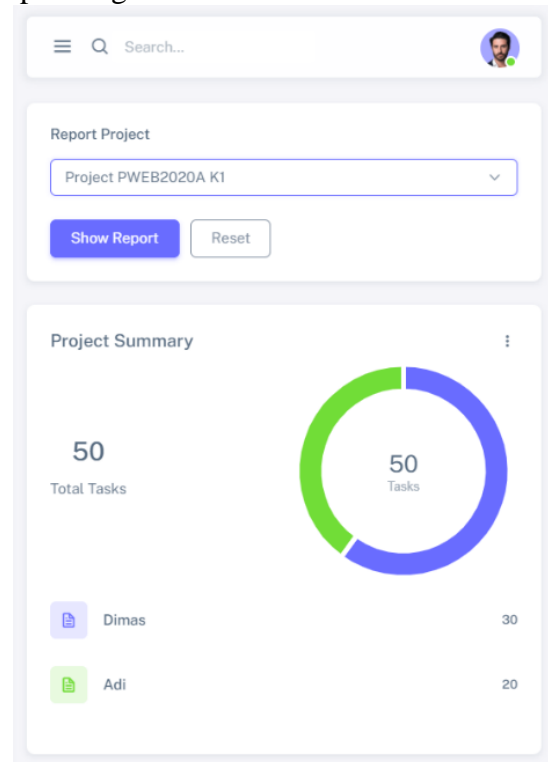 Search...
Report Project
Project PWEB2020A K1
Show Report
Reset
Project Summary
50
Total Tasks
50
Tasks
Dimas
30
Adi
20